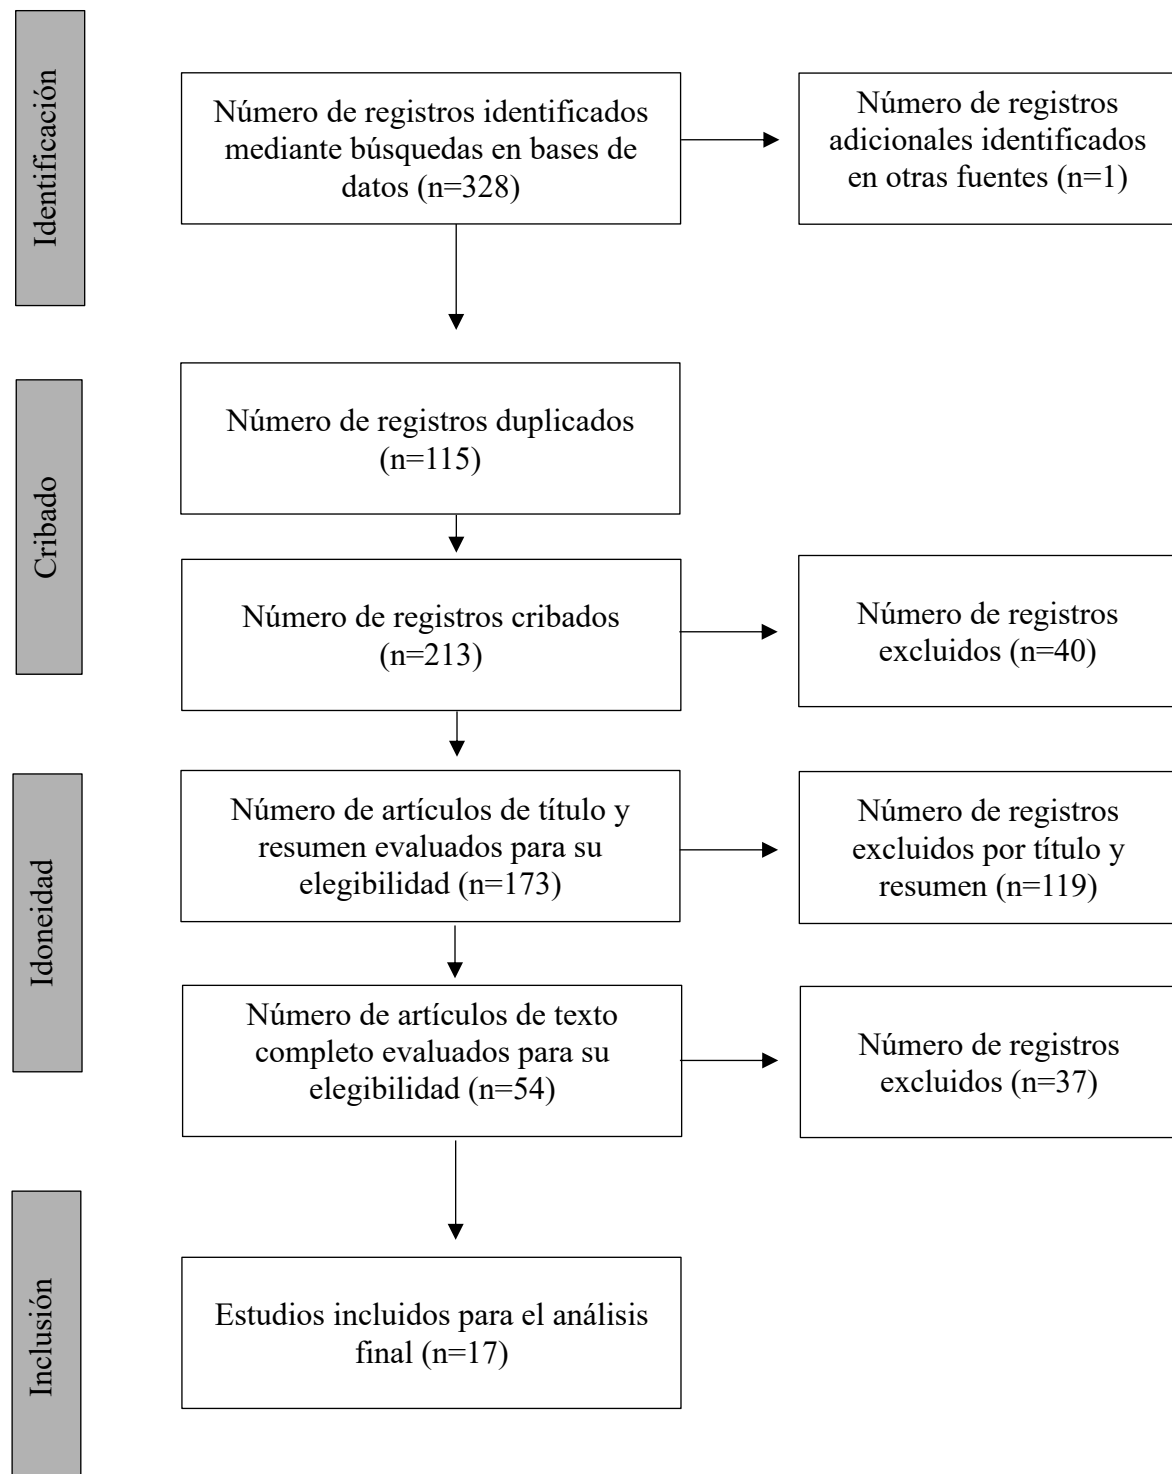 Identificación
Número de registros identificados
mediante búsquedas en bases de
datos (n=328)
Número de registros
adicionales identificados
en otras fuentes (n=1)
Cribado
Número de registros duplicados
(n=115)
Número de registros cribados
(n=213)
Número de registros
excluidos (n=40)
Idoneidad
Número de artículos de título y
resumen evaluados para su
elegibilidad (n=173)
Número de registros
excluidos por título y
resumen (n=119)
Número de artículos de texto
completo evaluados para su
elegibilidad (n=54)
Número de registros
excluidos (n=37)
Inclusión
Estudios incluidos para el análisis
final (n=17)